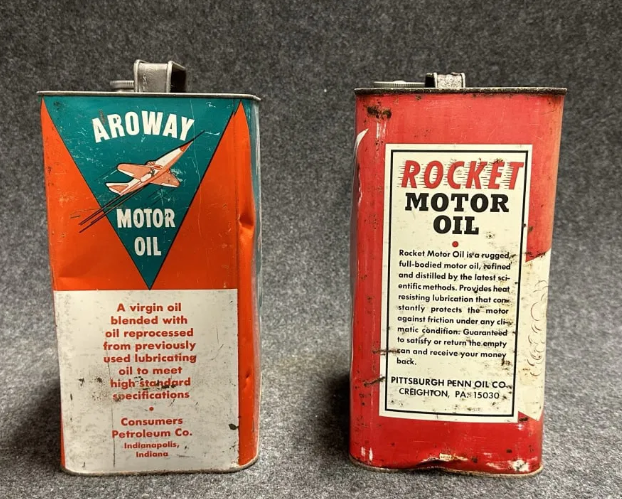 AROWAY
MOTOR
OIL
A virgin oil
blended with
oil reprocessed
from previously
used lubricating
oil to meet
high standard
specifications
Consumers
Petroleum Co.
Indianapolis,
Indiana
ROCKET
MOTOR
OIL
Rocket Motor Oil is a rugged,
full-bodied motor oil, refined
and distilled by the latest sci-
entific methods. Provides heat
resisting lubrication that con-
stantly protects the motor
against friction under any cli-
matic condition. Guaranteed
to satisfy or return the empty
can and receive your money
back.
PITTSBURGH PENN OIL CO.
CREIGHTON, PA. 15030